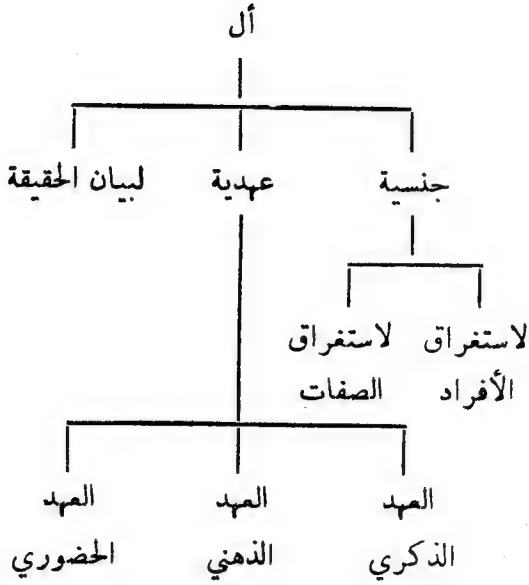 أل
جنسية عهدية لبيان الحقيقة
لاستغراق الأفراد
لاستغراق الصفات
العهد الذكري
العهد الذهني
العهد الحضوري